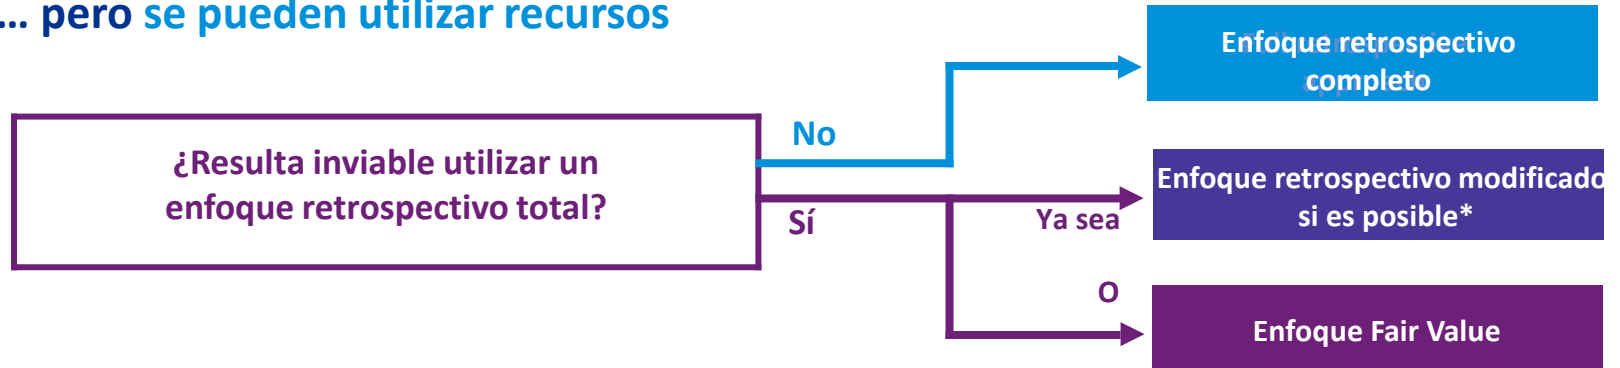 ... pero se pueden utilizar recursos
Enfoque retrospectivo
completo
No
¿Resulta inviable utilizar un
enfoque retrospectivo total?
Enfoque retrospectivo modificado
si es posible*
Sí
Ya sea
O
Enfoque Fair Value